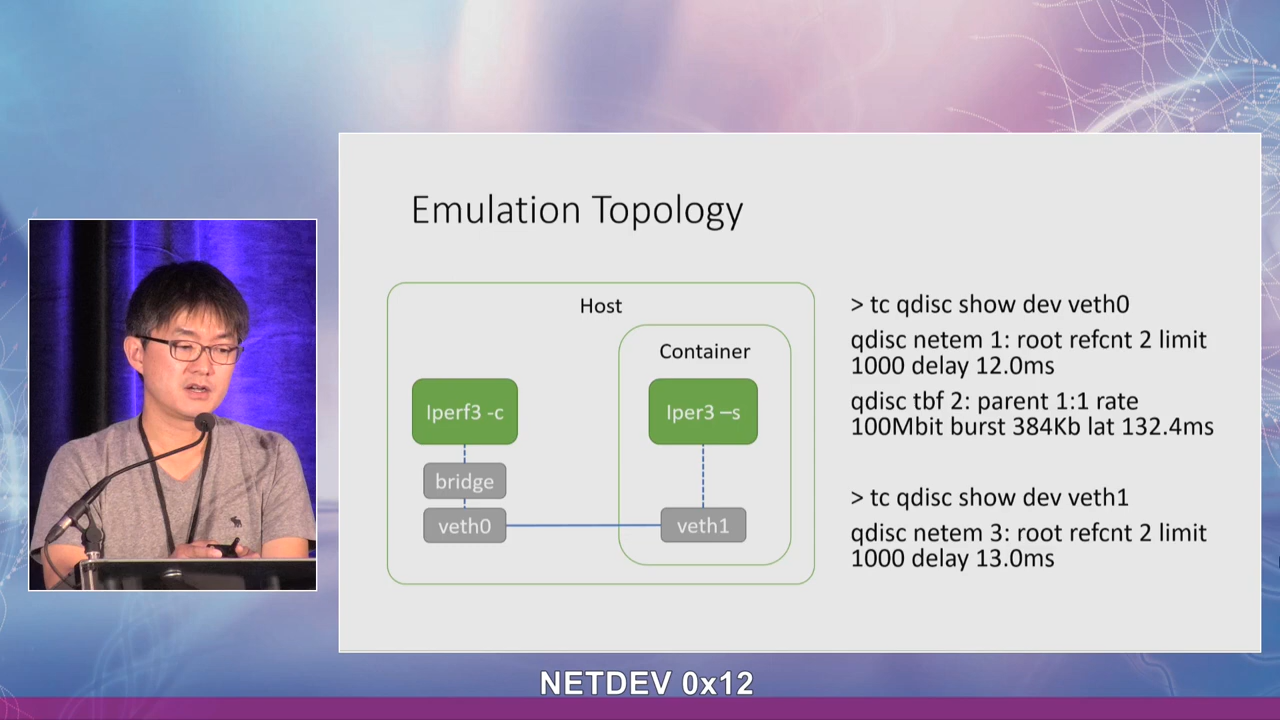 Emulation Topology
Host
Container
Iperf3 -c
Iper3 –s
bridge
veth0
veth1
> tc qdisc show dev veth0
qdisc netem 1: root refcnt 2 limit
1000 delay 12.0ms
qdisc tbf 2: parent 1:1 rate
100Mbit burst 384Kb lat 132.4ms
> tc qdisc show dev veth1
qdisc netem 3: root refcnt 2 limit
1000 delay 13.0ms
NETDEV 0x12